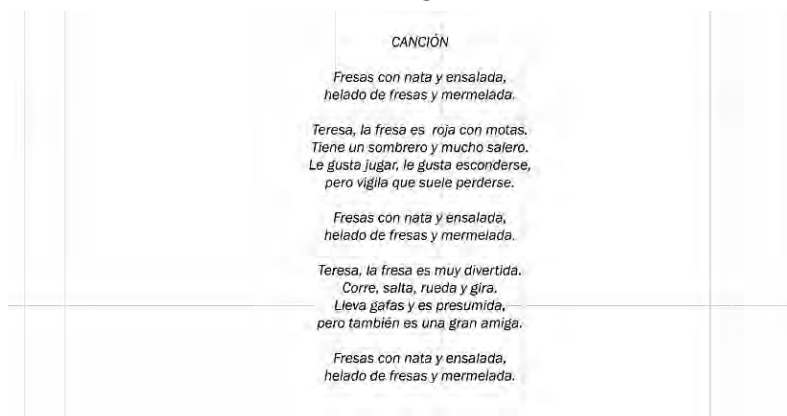 CANCIÓN
Fresas con nata y ensalada,
helado de fresas y mermelada.
Teresa, la fresa es roja con motas.
Tiene un sombrero y mucho salero.
Le gusta jugar, le gusta esconderse,
pero vigila que suele perderse.
Fresas con nata y ensalada,
helado de fresas y mermelada.
Teresa, la fresa es muy divertida.
Corre, salta, rueda y gira.
Lleva gafas y es presumida,
pero también es una gran amiga.
Fresas con nata y ensalada,
helado de fresas y mermelada.